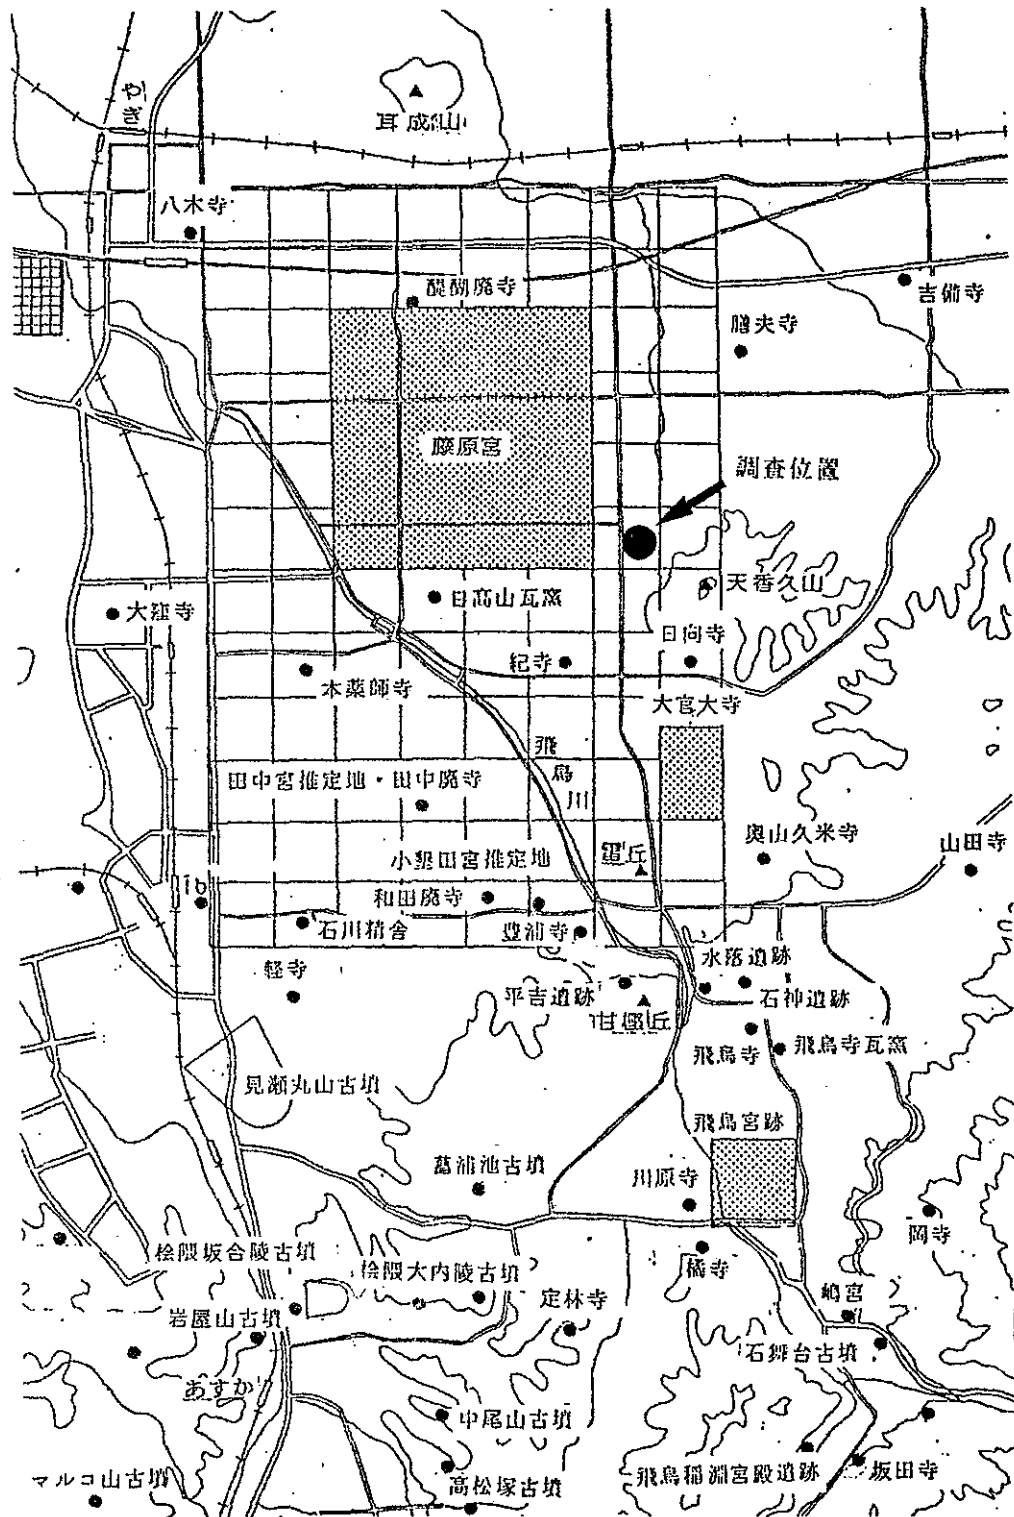 やぎ
耳成山
八木寺
醍醐廃寺
吉備寺
膳夫寺
藤原宮
調査位置
天香久山
日高山瓦窯
大窪寺
日向寺
紀寺
本薬師寺
大官大寺
飛鳥川
田中宮推定地・田中廃寺
奥山久米寺
山田寺
小墾田宮推定地
雷丘
和田廃寺
石川精舎
豊浦寺
水落遺跡
軽寺
平吉遺跡
石神遺跡
甘樫丘
飛鳥寺
飛鳥寺瓦窯
見瀬丸山古墳
飛鳥宮跡
菖蒲池古墳
川原寺
岡寺
桧隈坂合陵古墳
桧隈大内陵古墳
橘寺
嶋宮
定林寺
岩屋山古墳
石舞台古墳
あすか
中尾山古墳
マルコ山古墳
高松塚古墳
飛鳥稲淵宮殿遺跡
坂田寺